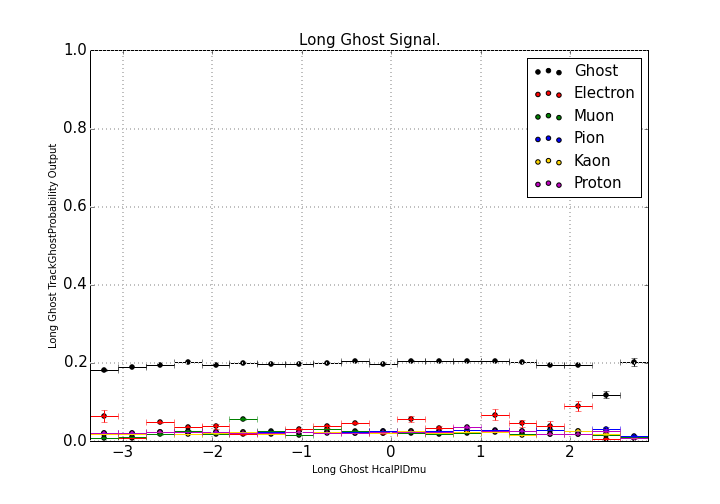 Long Ghost Signal.
1.0
0.8
0.6
0.4
0.2
0.0
Long Ghost TrackGhostProbability Output
Ghost
Electron
Muon
Pion
Kaon
Proton
−3 −2 −1 0 1 2
Long Ghost HcalPIDmu